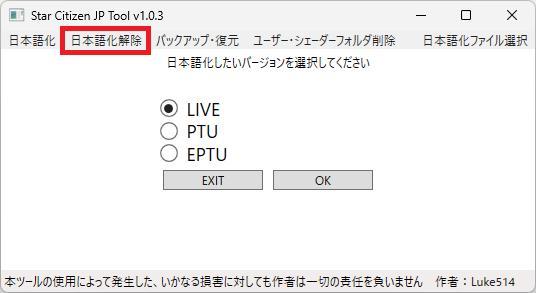 Star Citizen JP Tool v1.0.3
日本語化 日本語化解除 バックアップ・復元 ユーザー・シェーダーフォルダ削除 日本語化ファイル選択
日本語化したいバージョンを選択してください
LIVE
PTU
EPTU
EXIT OK
本ツールの使用によって発生した、いかなる損害に対しても作者は一切の責任を負いません 作者：Luke514